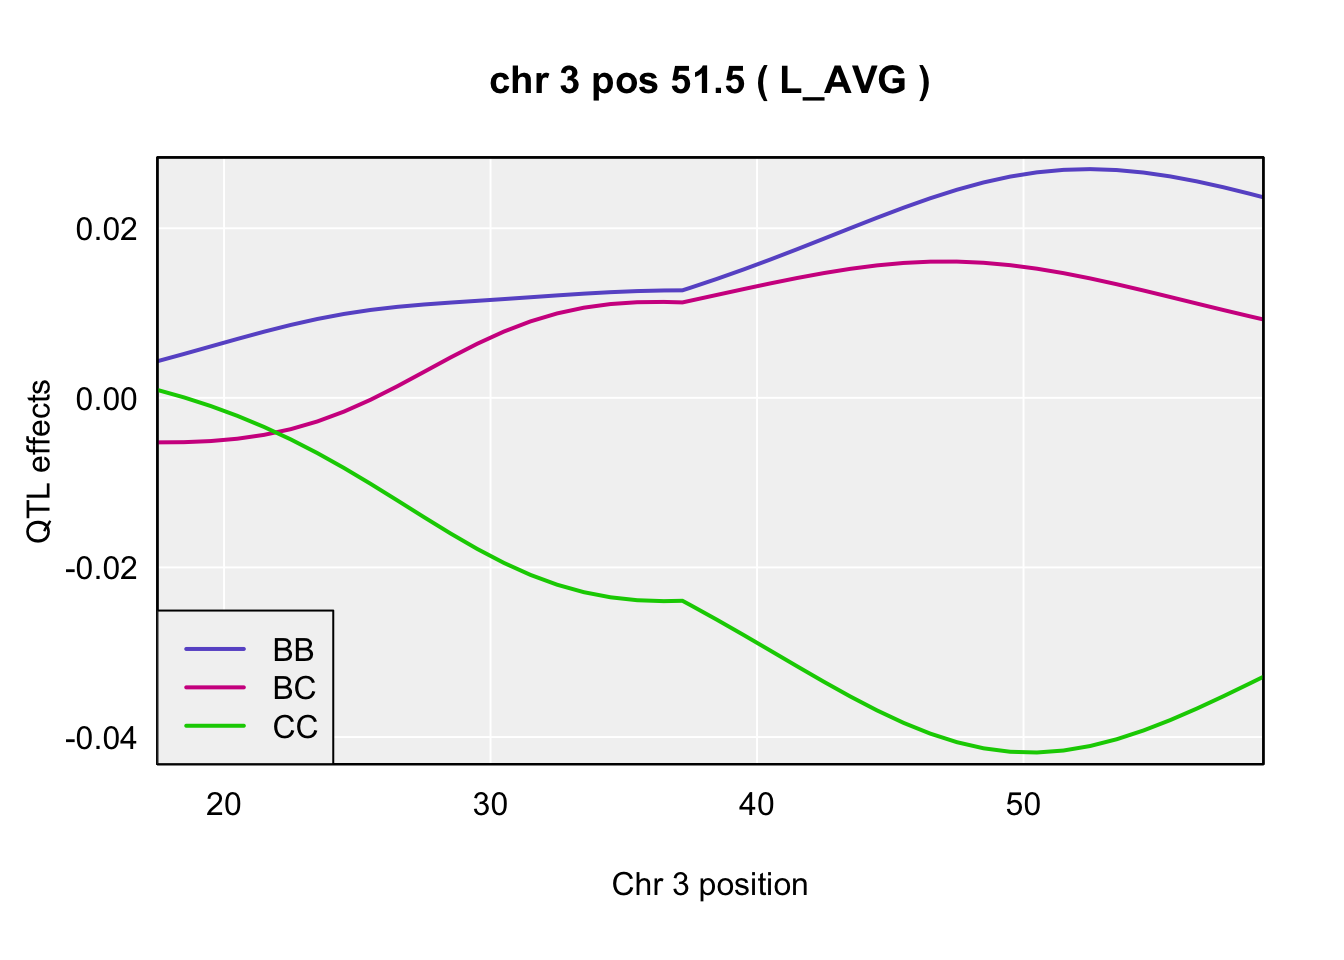 chr 3 pos 51.5 ( L_AVG )
QTL effects
0.02
0.00
-0.02
-0.04
BB
BC
CC
20 30 40 50
Chr 3 position